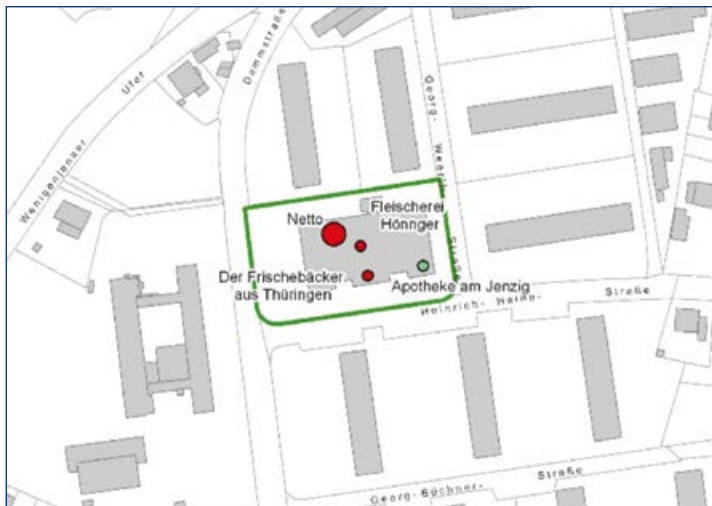 Wenigenjenaer Ufer
Dammstraße
Georg- Weerth- Straße
Netto
Fleischerei
Hönnger
Der Frischebäcker
aus Thüringen
Apotheke am Jenzig
Heinrich- Heine- Straße
Georg-Büchner- Straße